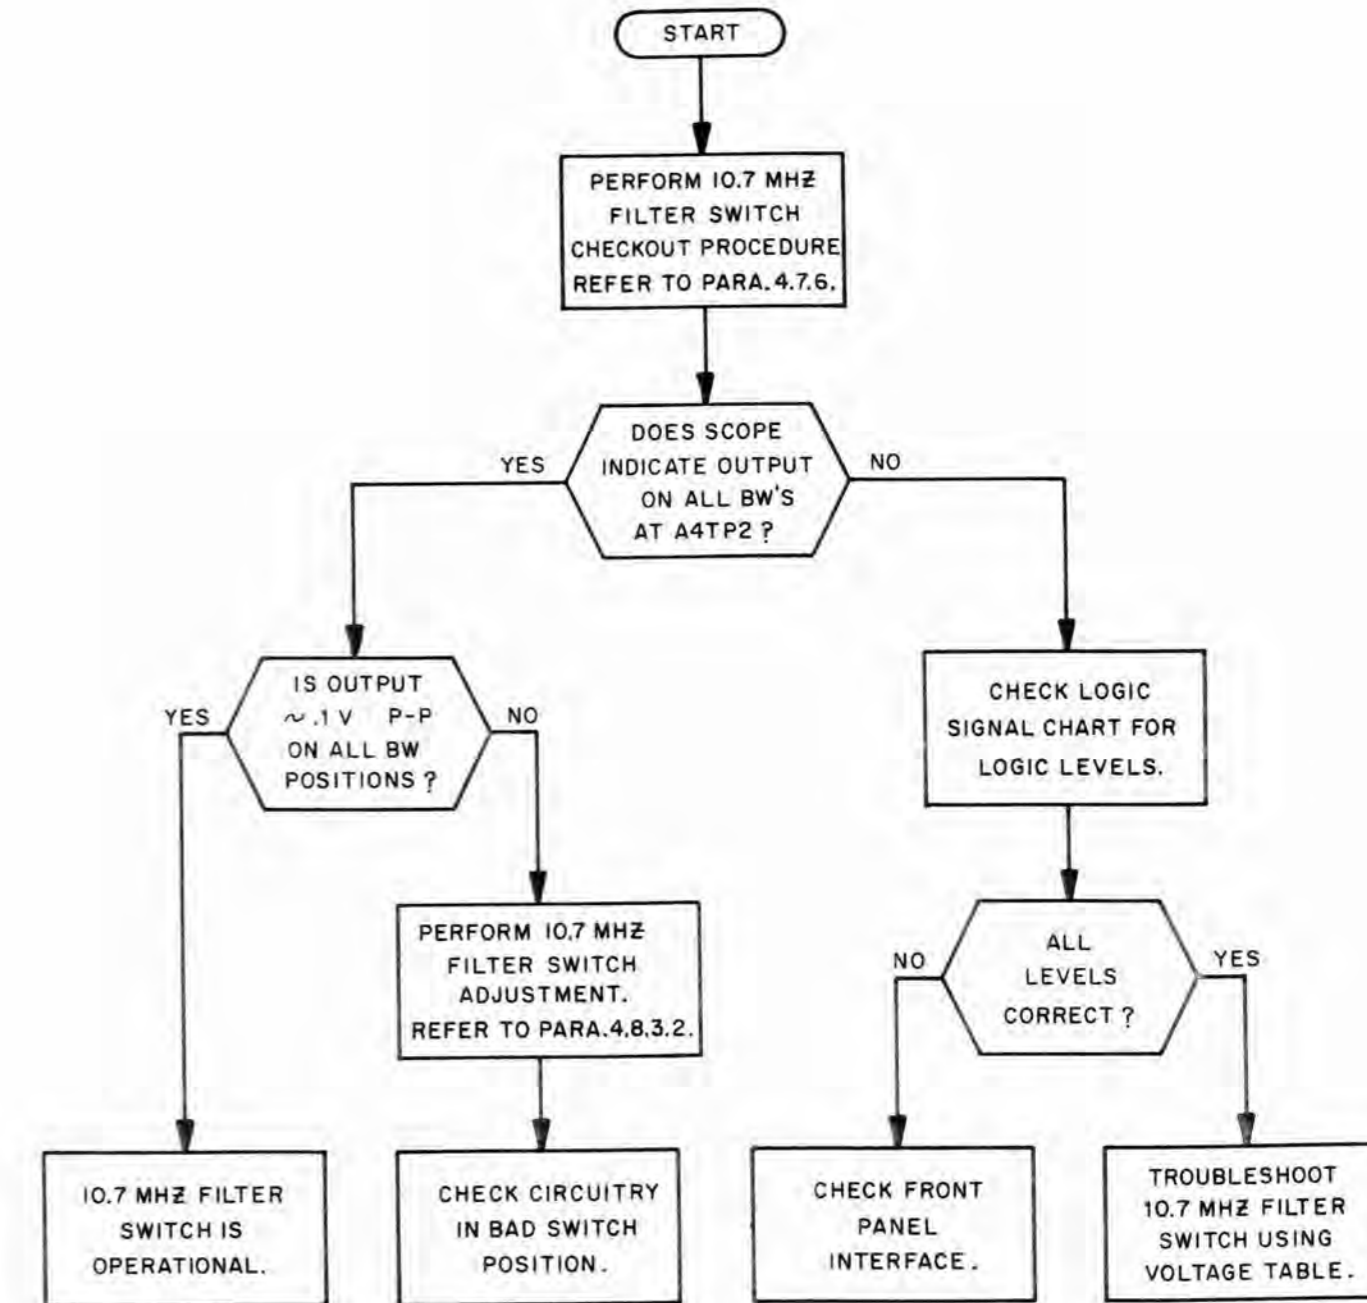 START
PERFORM 10.7 MHZ
FILTER SWITCH
CHECKOUT PROCEDURE
REFER TO PARA.4.7.6.
DOES SCOPE
INDICATE OUTPUT
ON ALL BW'S
AT A4TP2 ?
YES
NO
IS OUTPUT
~ .1 V P-P
ON ALL BW
POSITIONS ?
YES
NO
CHECK LOGIC
SIGNAL CHART FOR
LOGIC LEVELS.
PERFORM 10.7 MHZ
FILTER SWITCH
ADJUSTMENT.
REFER TO PARA.4.8.3.2.
ALL
LEVELS
CORRECT ?
NO
YES
10.7 MHZ FILTER
SWITCH IS
OPERATIONAL.
CHECK CIRCUITRY
IN BAD SWITCH
POSITION.
CHECK FRONT
PANEL
INTERFACE.
TROUBLESHOOT
10.7 MHZ FILTER
SWITCH USING
VOLTAGE TABLE.